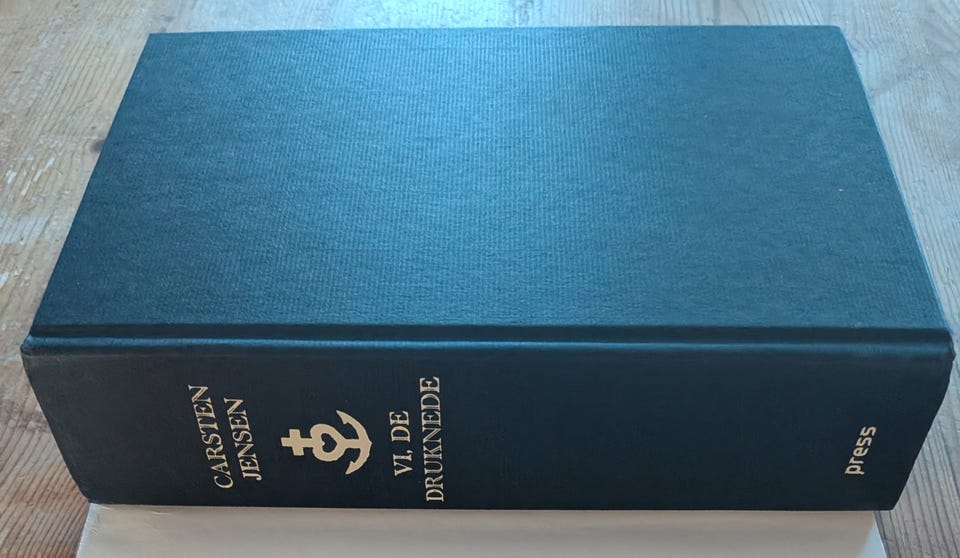 CARSTEN
JENSEN
VI, DE
DRUKNEDE
press